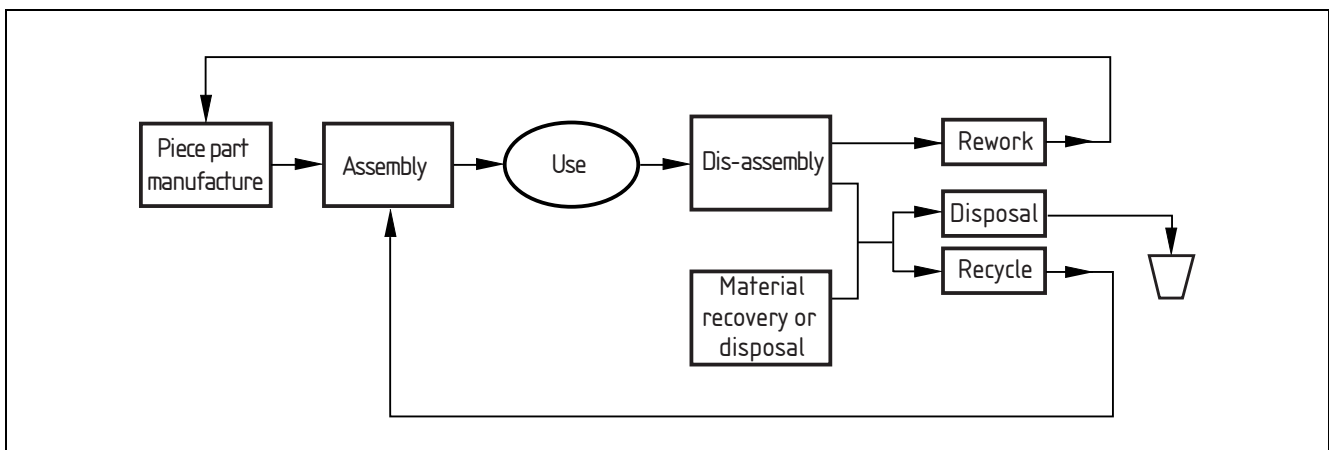 Piece part
manufacture
Assembly
Use
Dis-assembly
Rework
Disposal
Recycle
Material
recovery or
disposal